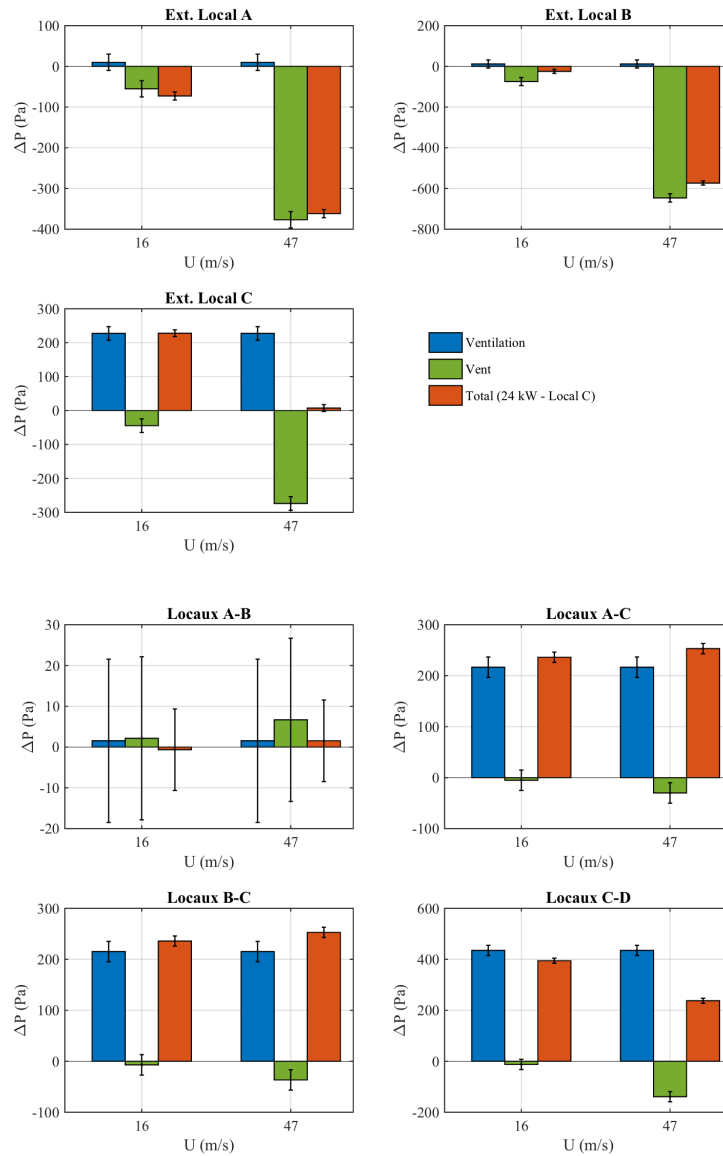 Ext. Local A
100
0
-100
-200
-300
-400
ΔP (Pa)
16
47
U (m/s)
Ext. Local B
200
0
-200
-400
-600
-800
ΔP (Pa)
16
47
U (m/s)
Ext. Local C
300
200
100
0
-100
-200
-300
ΔP (Pa)
16
47
U (m/s)
Ventilation
Vent
Total (24 kW - Local C)
Locaux A-B
30
20
10
0
-10
-20
ΔP (Pa)
16
47
U (m/s)
Locaux A-C
300
200
100
0
-100
ΔP (Pa)
16
47
U (m/s)
Locaux B-C
300
200
100
0
-100
ΔP (Pa)
16
47
U (m/s)
Locaux C-D
600
400
200
0
-200
ΔP (Pa)
16
47
U (m/s)